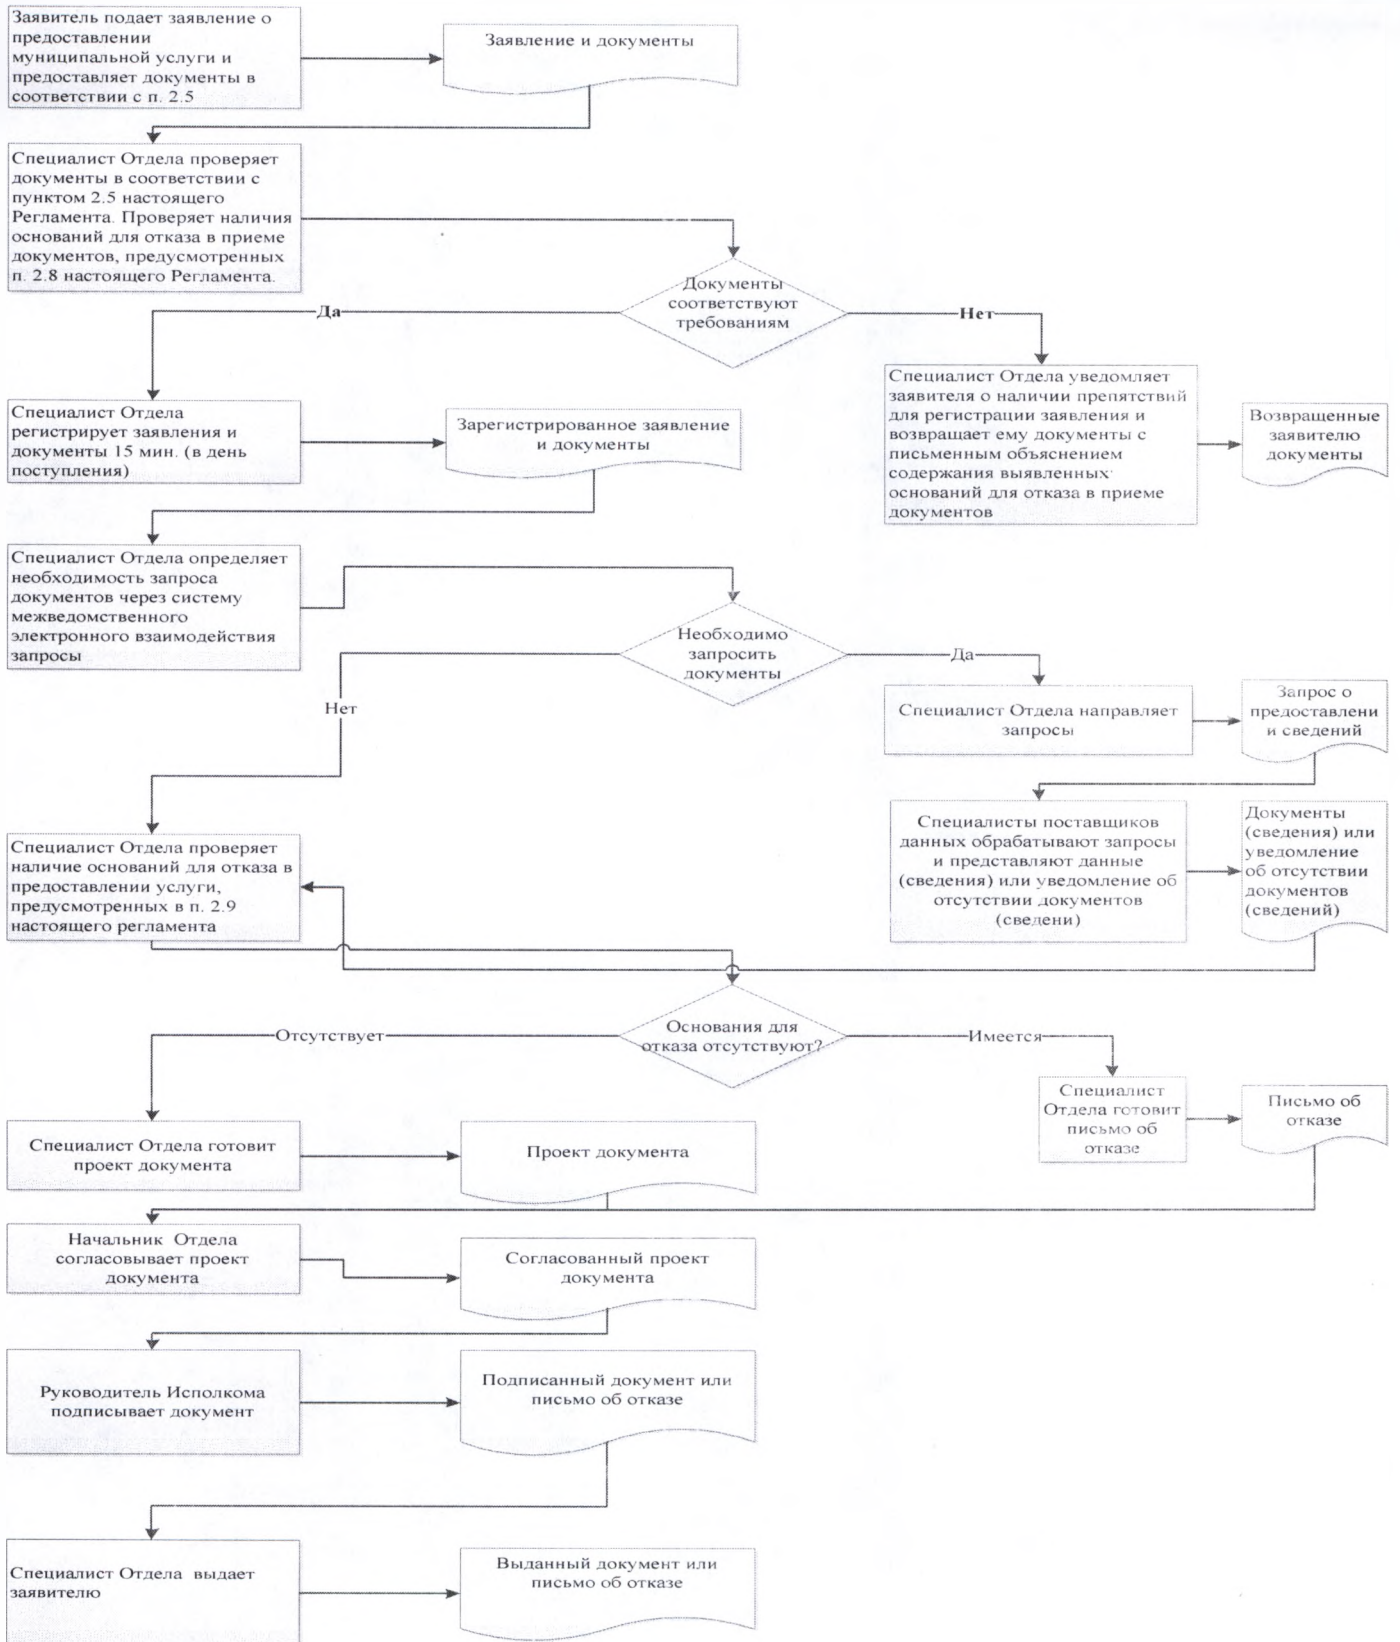 Заявитель подает заявление о
предоставлении
муниципальной услуги и
предоставляет документы в
соответствии с п. 2.5
Заявление и документы
Специалист Отдела проверяет
документы в соответствии с
пунктом 2.5 настоящего
Регламента. Проверяет наличия
оснований для отказа в приеме
документов, предусмотренных
п. 2.8 настоящего Регламента.
Документы
соответствуют
требованиям
Да
Нет
Специалист Отдела
регистрирует заявления и
документы 15 мин. (в день
поступления)
Зарегистрированное заявление
и документы
Специалист Отдела уведомляет
заявителя о наличии препятствий
для регистрации заявления и
возвращает ему документы с
письменным объяснением
содержания выявленных
оснований для отказа в приеме
документов
Возвращенные
заявителю
документы
Специалист Отдела определяет
необходимость запроса
документов через систему
межведомственного
электронного взаимодействия
запросы
Необходимо
запросить
документы
Да
Нет
Специалист Отдела направляет
запросы
Запрос о
предоставлени
и сведений
Специалисты поставщиков
данных обрабатывают запросы
и представляют данные
(сведения) или уведомление об
отсутствии документов
(сведени)
Документы
(сведения) или
уведомление
об отсутствии
документов
(сведений)
Специалист Отдела проверяет
наличие оснований для отказа в
предоставлении услуги,
предусмотренных в п. 2.9
настоящего регламента
Основания для
отказа отсутствуют?
Отсутствует
Имеется
Специалист
Отдела готовит
письмо об
отказе
Письмо об
отказе
Специалист Отдела готовит
проект документа
Проект документа
Начальник Отдела
согласовывает проект
документа
Согласованный проект
документа
Руководитель Исполкома
подписывает документ
Подписанный документ или
письмо об отказе
Специалист Отдела выдает
заявителю
Выданный документ или
письмо об отказе